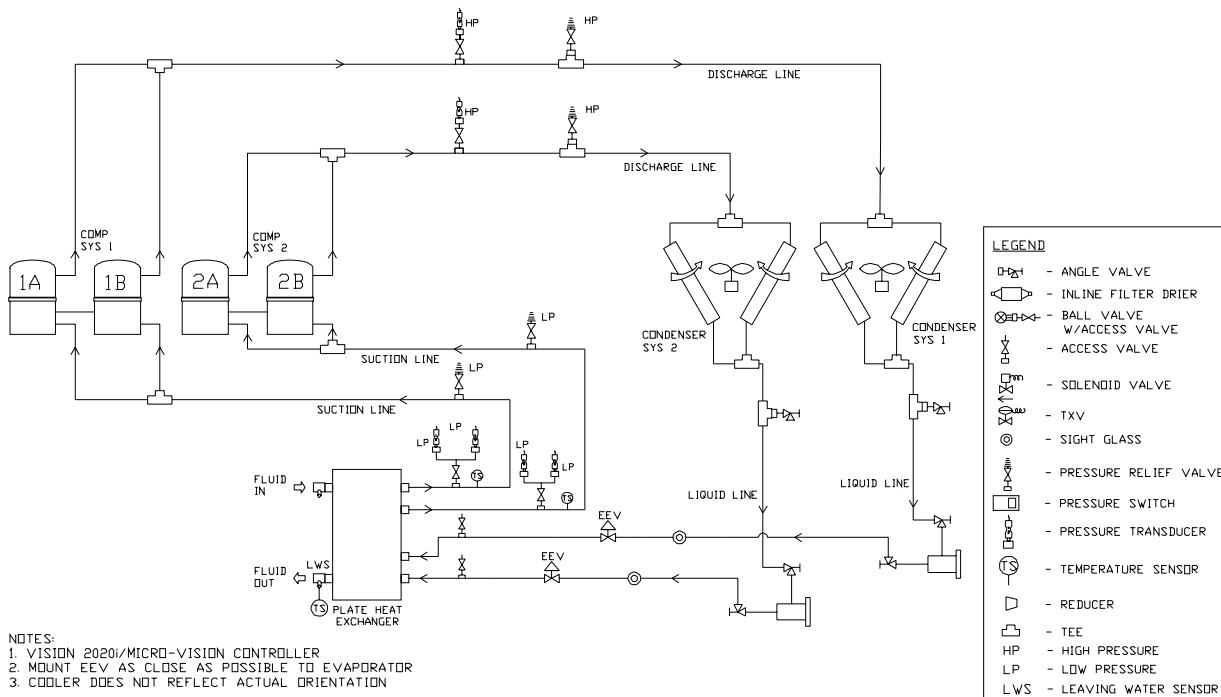 HP
HP
DISCHARGE LINE
HP
HP
DISCHARGE LINE
COMP
SYS 1
COMP
SYS 2
1A
1B
2A
2B
LP
SUCTION LINE
LP
SUCTION LINE
CONDENSER
SYS 2
CONDENSER
SYS 1
LP
LP
LP
LP
TS
TS
FLUID
IN
LIQUID LINE
LIQUID LINE
EEV
EEV
FLUID
OUT
LWS
TS
PLATE HEAT
EXCHANGER
NOTES:
1. VISION 2020i/MICRO-VISION CONTROLLER
2. MOUNT EEV AS CLOSE AS POSSIBLE TO EVAPORATOR
3. COOLER DOES NOT REFLECT ACTUAL ORIENTATION
LEGEND
- ANGLE VALVE
- INLINE FILTER DRIER
- BALL VALVE
W/ACCESS VALVE
- ACCESS VALVE
- SOLENOID VALVE
- TXV
- SIGHT GLASS
- PRESSURE RELIEF VALVE
- PRESSURE SWITCH
- PRESSURE TRANSDUCER
TS - TEMPERATURE SENSOR
- REDUCER
- TEE
HP - HIGH PRESSURE
LP - LOW PRESSURE
LWS - LEAVING WATER SENSOR